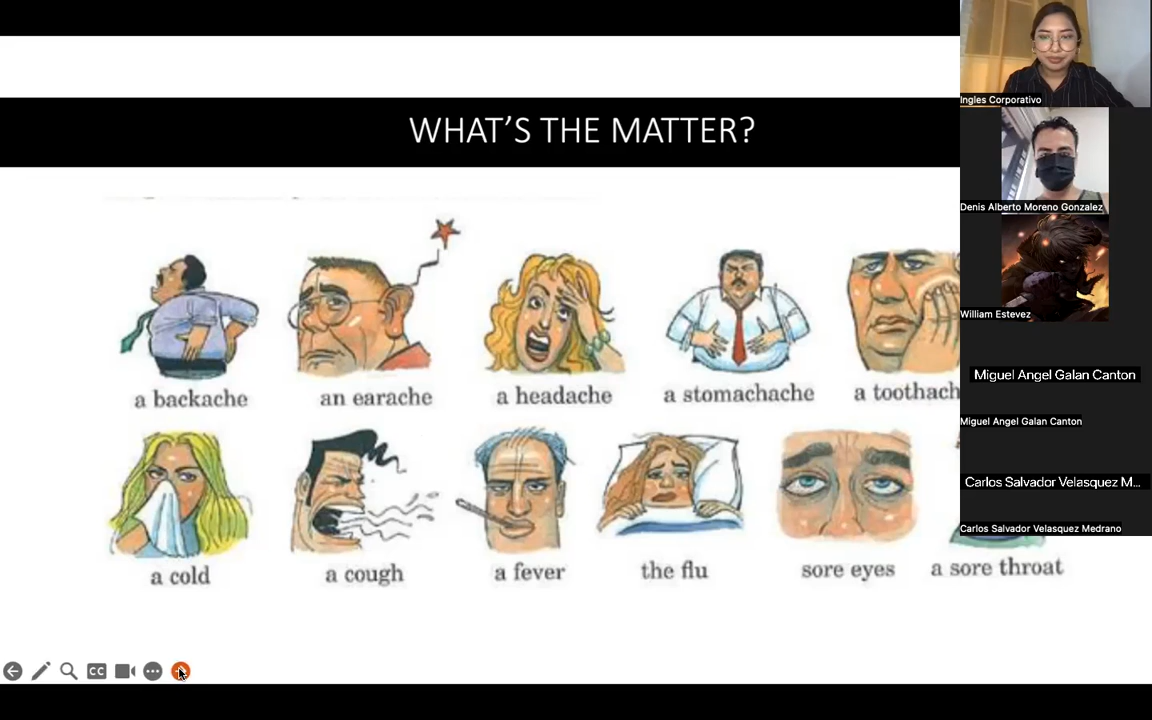 WHAT'S THE MATTER?
a backache
an earache
a headache
a stomachache
a toothach
a cold
a cough
a fever
the flu
sore eyes
a sore throat
CC
Ingles Corporativo
Denis Alberto Moreno Gonzalez
William Estevez
Miguel Angel Galan Canton
Miguel Angel Galan Canton
Carlos Salvador Velasquez M...
Carlos Salvador Velasquez Medrano